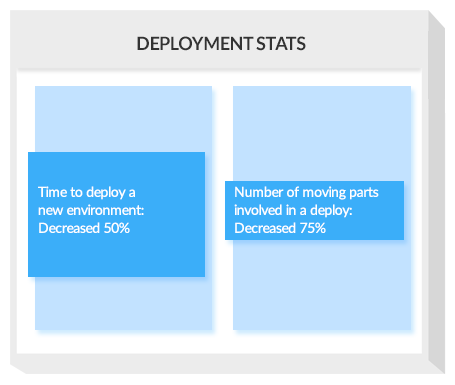 DEPLOYMENT STATS
Time to deploy a
new environment:
Decreased 50%
Number of moving parts
involved in a deploy:
Decreased 75%